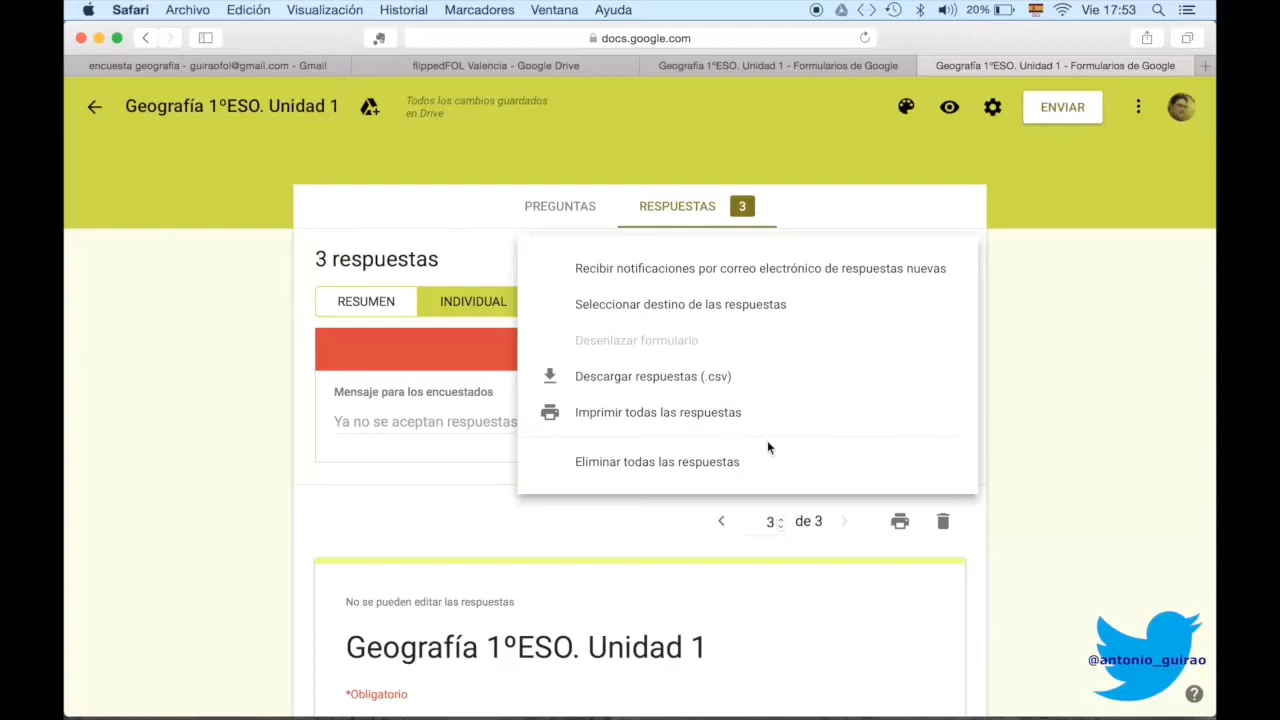 Safari Archivo Edición Visualización Historial Marcadores Ventana Ayuda 20% Vie 17:53
docs.google.com
encuesta geografia - guiraofol@gmail.com - Gmail flippedFOL Valencia - Google Drive Geografía 1ºESO. Unidad 1 - Formularios de Google Geografía 1ºESO. Unidad 1 - Formularios de Google
Geografía 1ºESO. Unidad 1 Todos los cambios guardados
en Drive
ENVIAR
PREGUNTAS RESPUESTAS 3
3 respuestas
Recibir notificaciones por correo electrónico de respuestas nuevas
RESUMEN INDIVIDUAL
Seleccionar destino de las respuestas
Desenlazar formulario
Descargar respuestas (.csv)
Mensaje para los encuestados
Imprimir todas las respuestas
Ya no se aceptan respuestas
Eliminar todas las respuestas
3 de 3
No se pueden editar las respuestas
Geografía 1ºESO. Unidad 1
@antonio_guirao
*Obligatorio